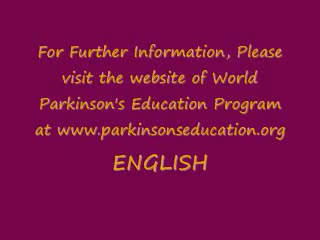 For Further Information, Please
visit the website of World
Parkinson's Education Program
at www.parkinsonseducation.org
ENGLISH